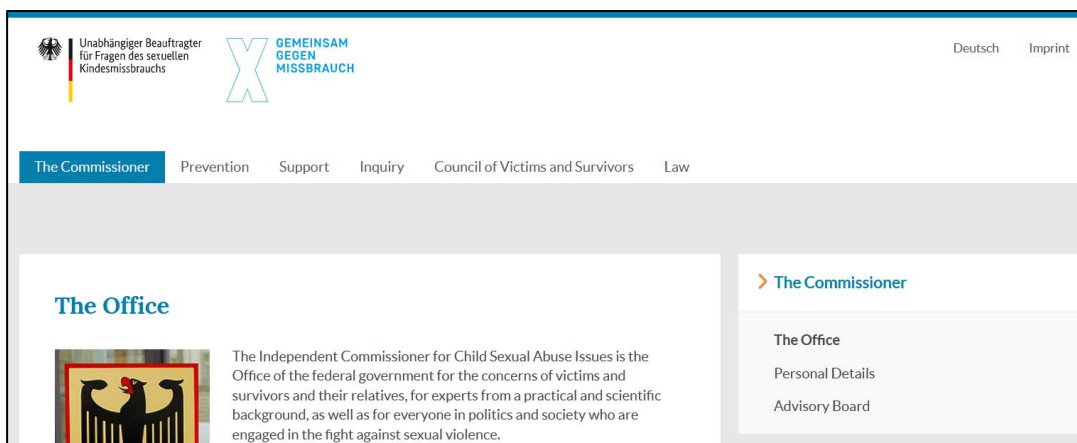 Unabhängiger Beauftragter
für Fragen des sexuellen
Kindesmissbrauchs
GEMEINSAM
GEGEN
MISSBRAUCH
Deutsch Imprint
The Commissioner Prevention Support Inquiry Council of Victims and Survivors Law
The Office
The Independent Commissioner for Child Sexual Abuse Issues is the
Office of the federal government for the concerns of victims and
survivors and their relatives, for experts from a practical and scientific
background, as well as for everyone in politics and society who are
engaged in the fight against sexual violence.
The Commissioner
The Office
Personal Details
Advisory Board